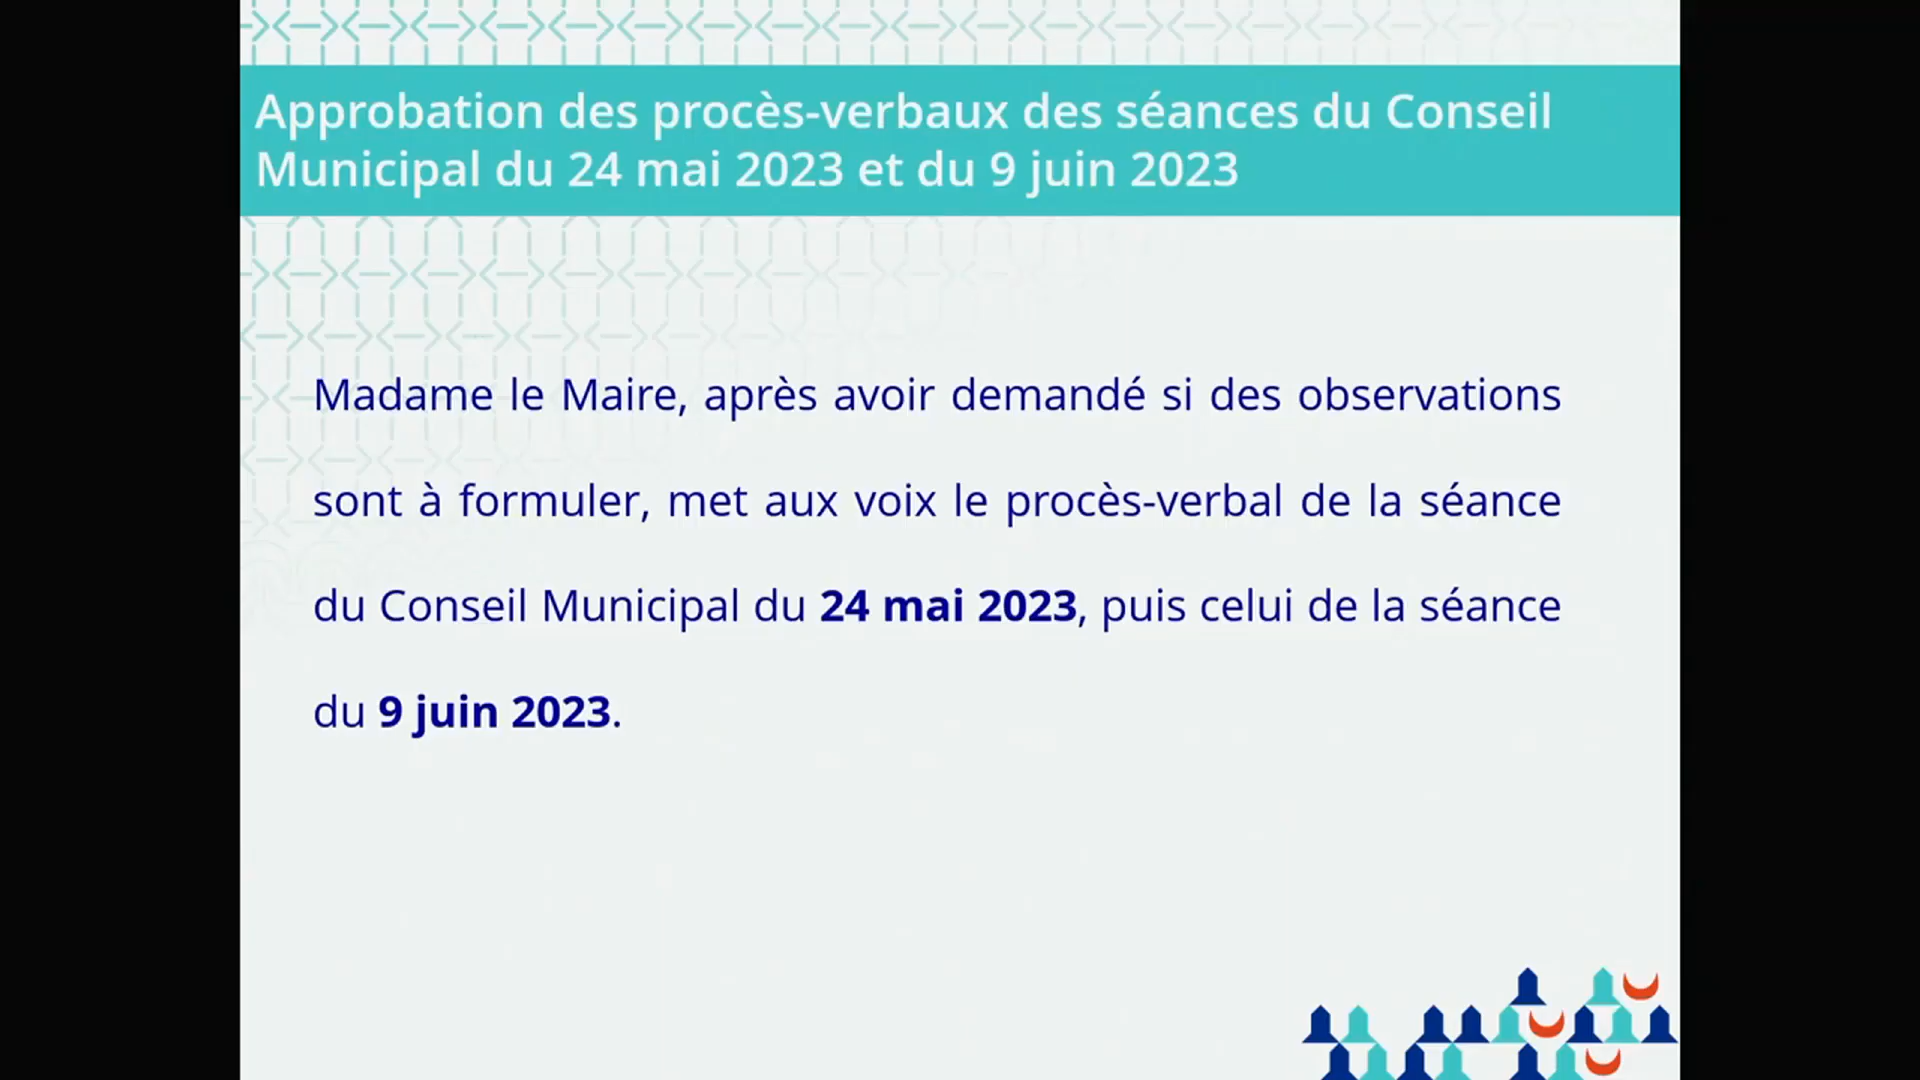 Approbation des procès-verbaux des séances du Conseil
Municipal du 24 mai 2023 et du 9 juin 2023
Madame le Maire, après avoir demandé si des observations
sont à formuler, met aux voix le procès-verbal de la séance
du Conseil Municipal du 24 mai 2023, puis celui de la séance
du 9 juin 2023.